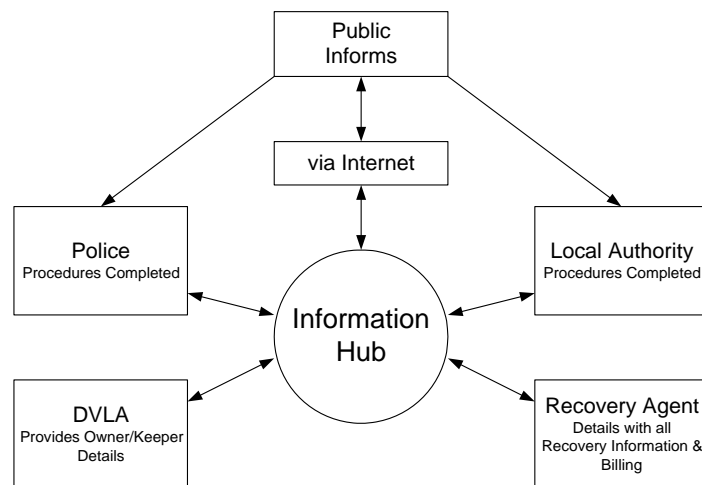 Public
Informs
via Internet
Police
Procedures Completed
Local Authority
Procedures Completed
Information
Hub
DVLA
Provides Owner/Keeper
Details
Recovery Agent
Details with all
Recovery Information &
Billing